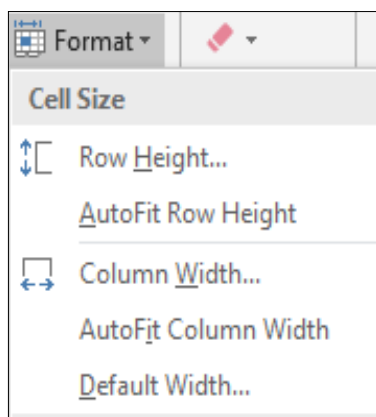 Format
Cell Size
Row Height...
AutoFit Row Height
Column Width...
AutoFit Column Width
Default Width...